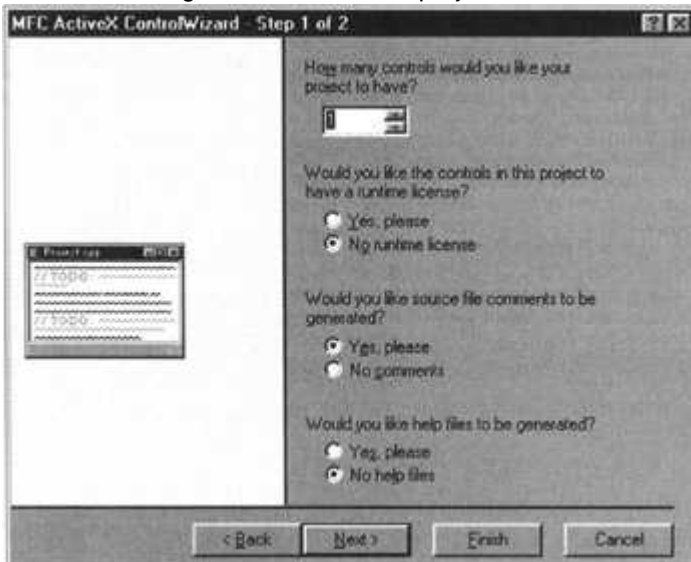 MFC ActiveX ControlWizard - Step 1 of 2
How many controls would you like your
project to have?
1
Would you like the controls in this project to
have a runtime license?
Yes, please
No runtime license
// TODO
// TODO
Would you like source file comments to be
generated?
Yes, please
No comments
Would you like help files to be generated?
Yes, please
No help files
< Back
Next >
Finish
Cancel